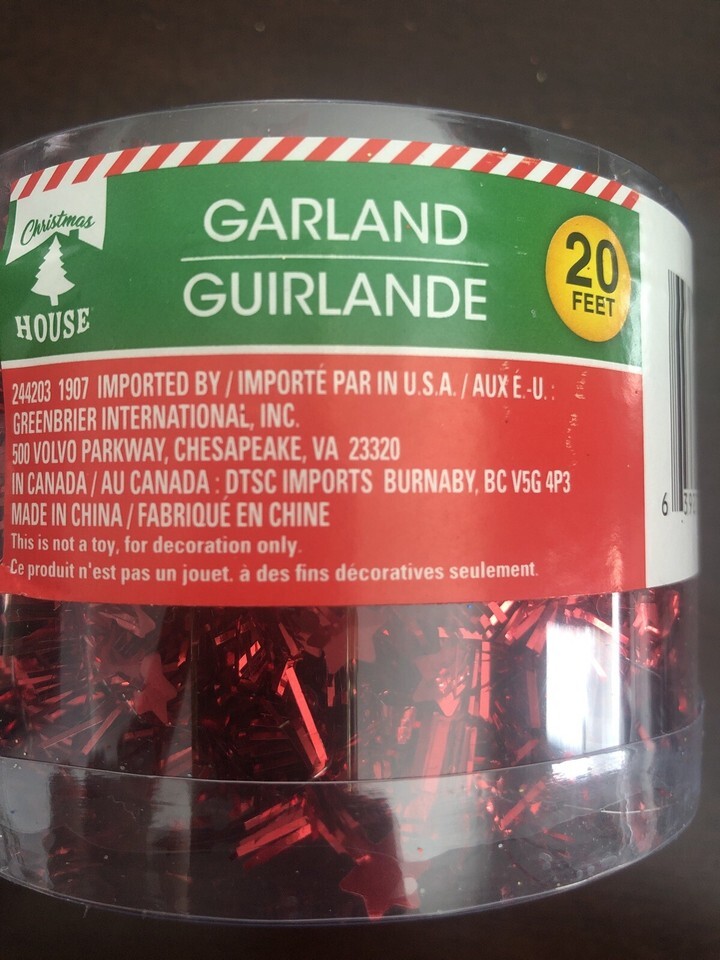 Christmas
HOUSE
GARLAND
GUIRLANDE
20
FEET
244203 1907 IMPORTED BY / IMPORTÉ PAR IN U.S.A. / AUX É.-U. :
GREENBRIER INTERNATIONAL, INC.
500 VOLVO PARKWAY, CHESAPEAKE, VA 23320
IN CANADA / AU CANADA : DTSC IMPORTS BURNABY, BC V5G 4P3
MADE IN CHINA / FABRIQUÉ EN CHINE
This is not a toy, for decoration only.
Ce produit n'est pas un jouet. à des fins décoratives seulement.
6